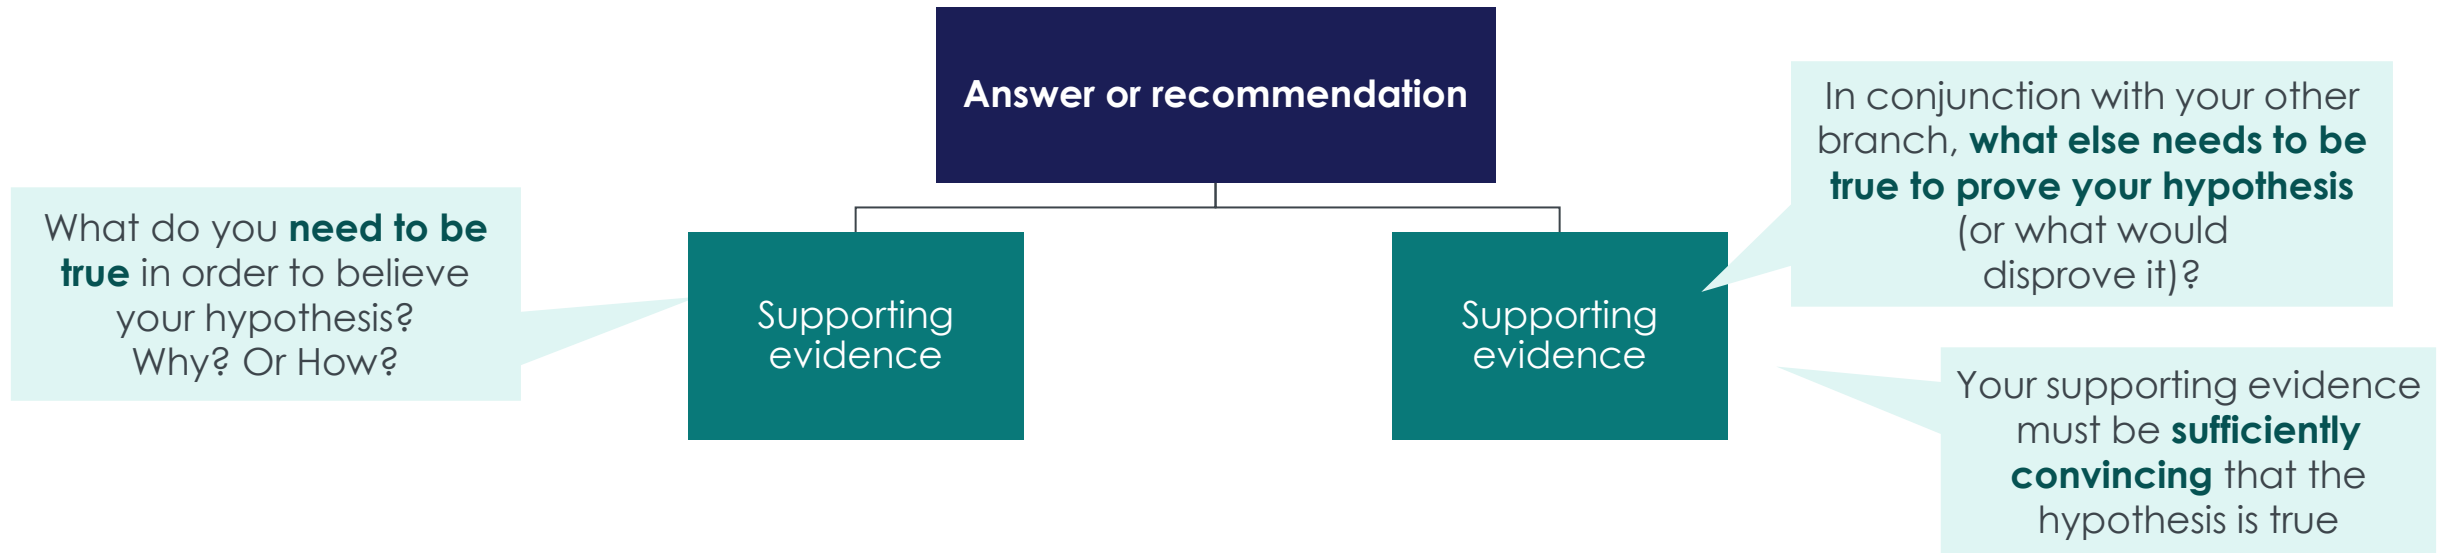 Answer or recommendation
In conjunction with your other
branch, what else needs to be
true to prove your hypothesis
(or what would
disprove it)?
What do you need to be
true in order to believe
your hypothesis?
Why? Or How?
Supporting
evidence
Supporting
evidence
Your supporting evidence
must be sufficiently
convincing that the
hypothesis is true